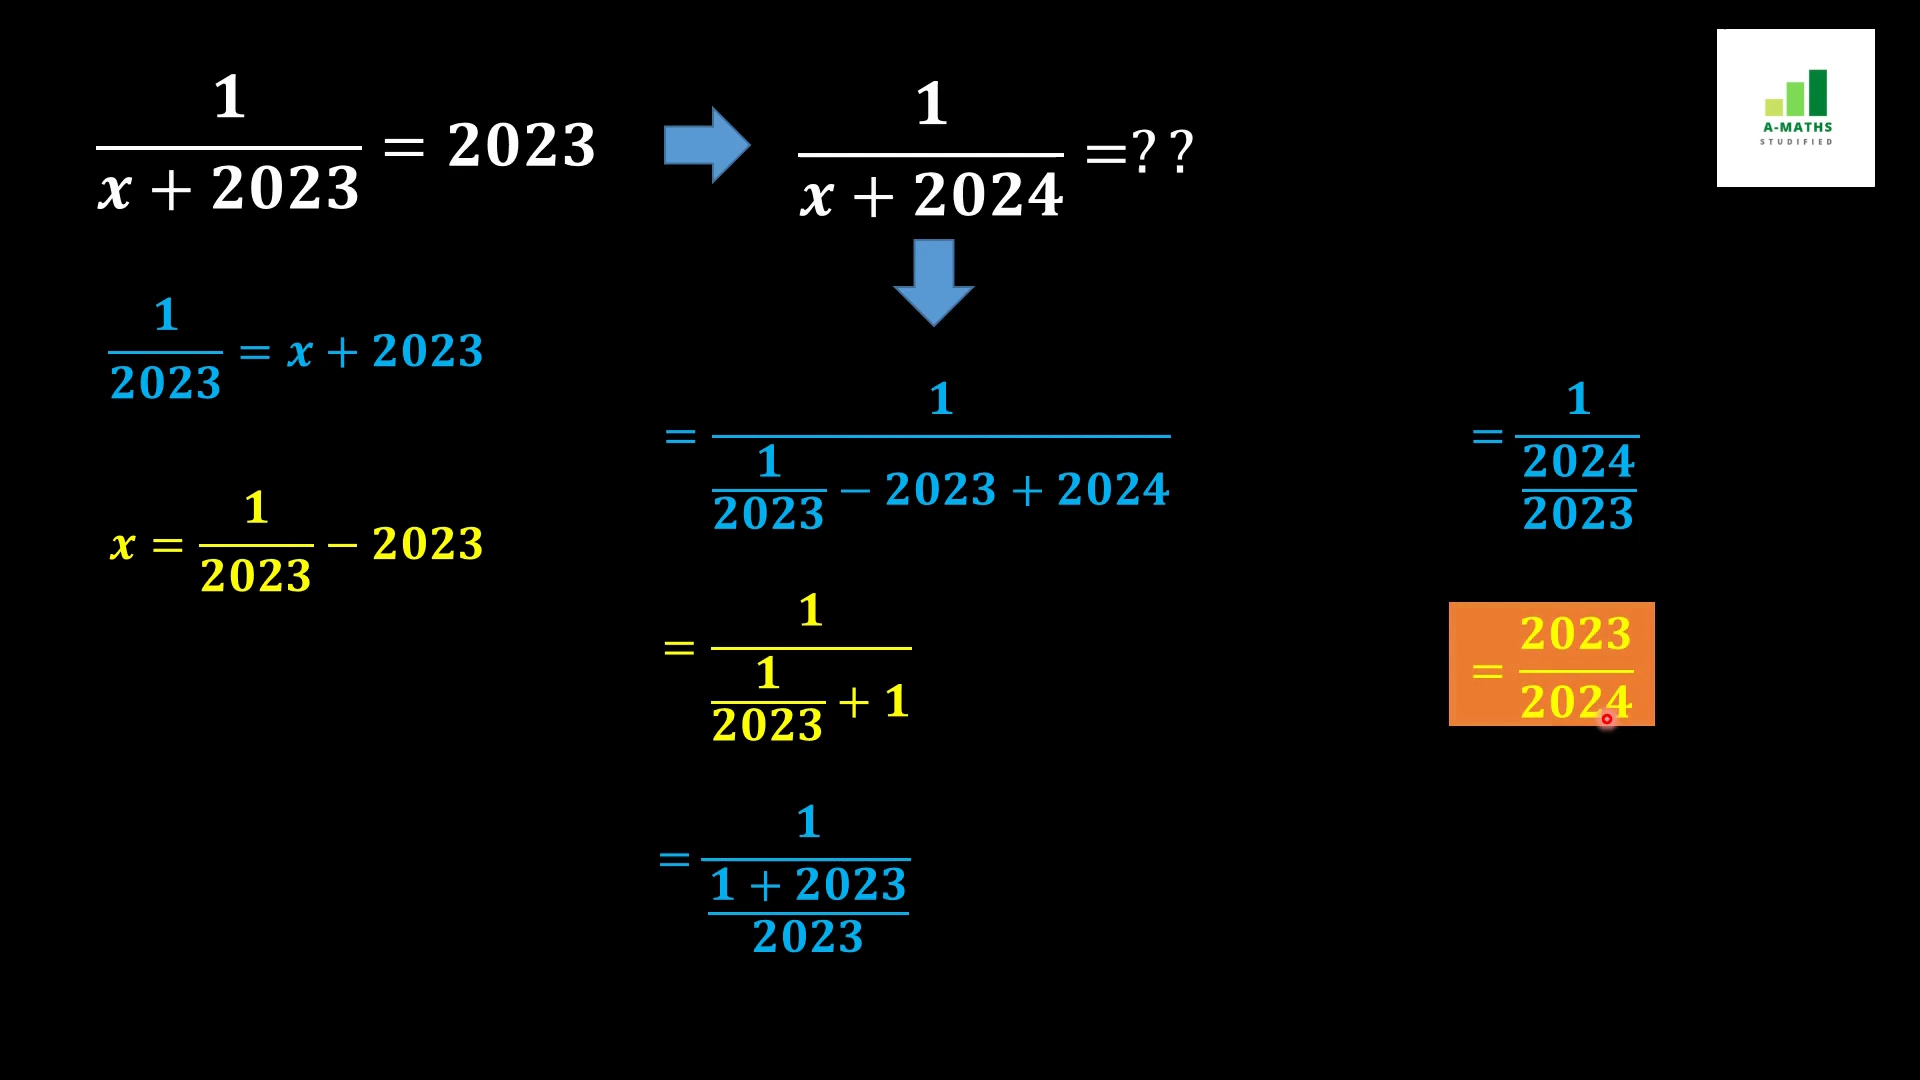 1/(x + 2023) = 2023
1/(x + 2024) =??
A-MATHS
STUDIFIED
1/2023 = x + 2023
x = 1/2023 − 2023
= 1/(1/2023 − 2023 + 2024)
= 1/(1/2023 + 1)
= 1/((1 + 2023)/2023)
= 1/(2024/2023)
= 2023/2024